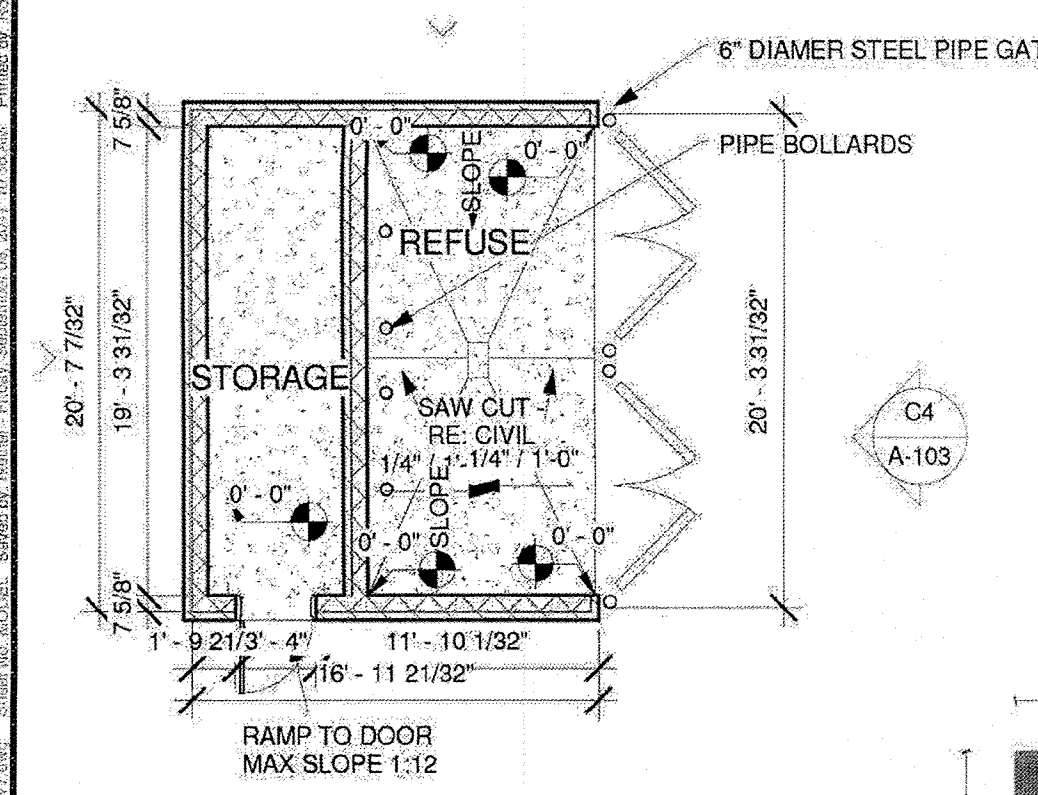 6" DIAMER STEEL PIPE GAT
PIPE BOLLARDS
7 5/8"
0' - 0"
SLOPE
0' - 0"
REFUSE
20' - 7 7/32"
19' - 3 31/32"
20' - 3 31/32"
STORAGE
SAW CUT -
RE: CIVIL
1/4" / 1'-
1/4" / 1'-0"
C4
A-103
0' - 0"
SLOPE
0' - 0"
0' - 0"
7 5/8"
1' - 9 21/
3' - 4"
11' - 10 1/32"
16' - 11 21/32"
RAMP TO DOOR
MAX SLOPE 1:12